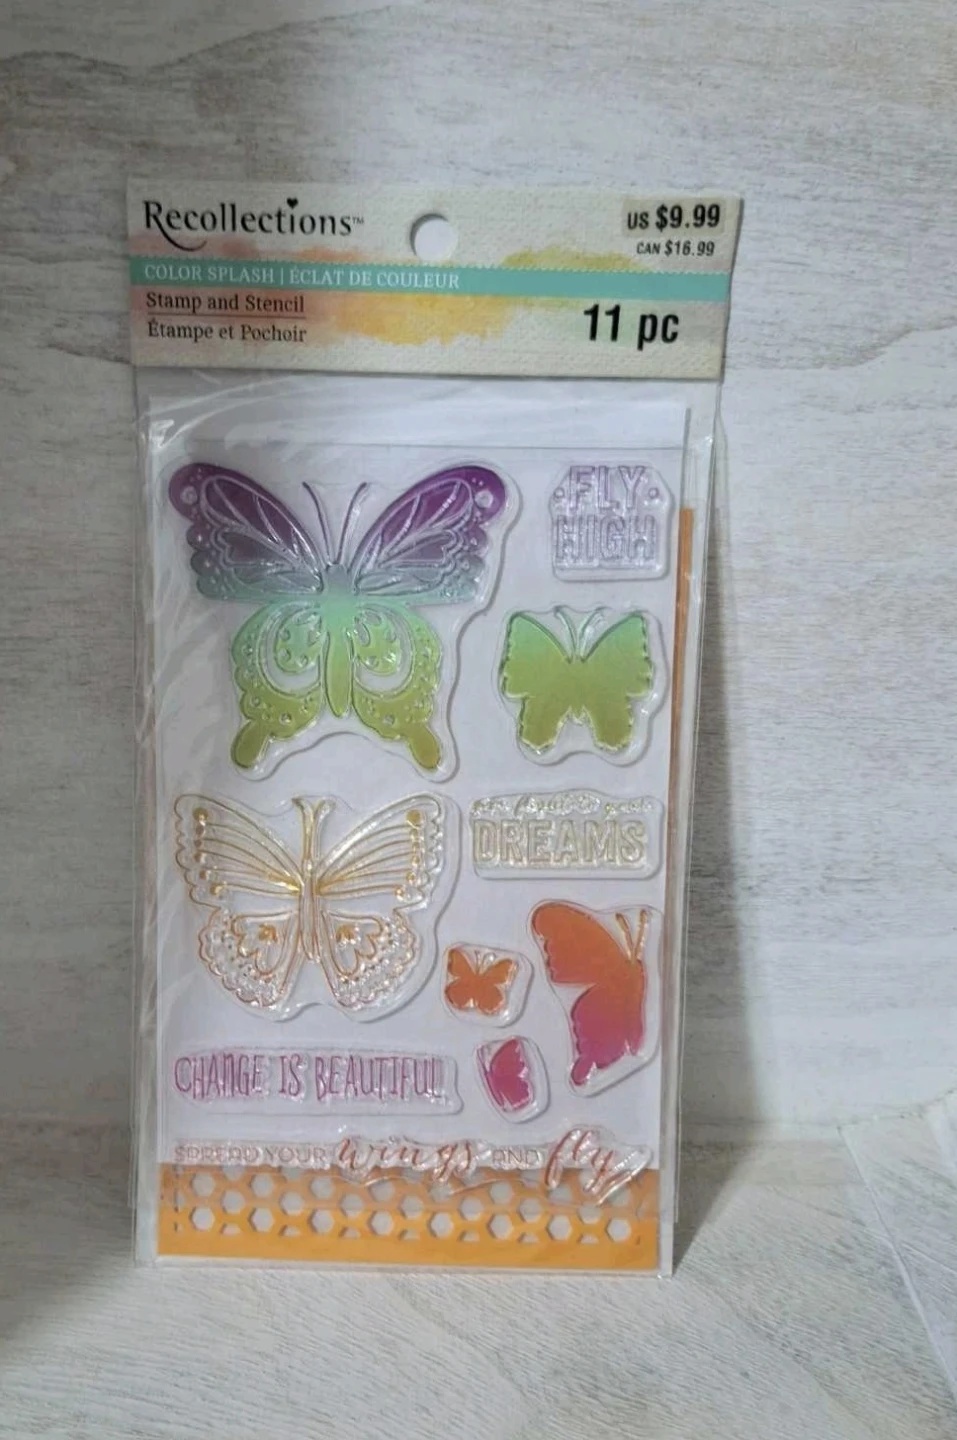 Recollections™
US $9.99
CAN $16.99
COLOR SPLASH | ÉCLAT DE COULEUR
Stamp and Stencil
Étampe et Pochoir
11 pc
FLY
HIGH
DREAMS
CHANGE IS BEAUTIFUL
SPREAD YOUR wings AND fly